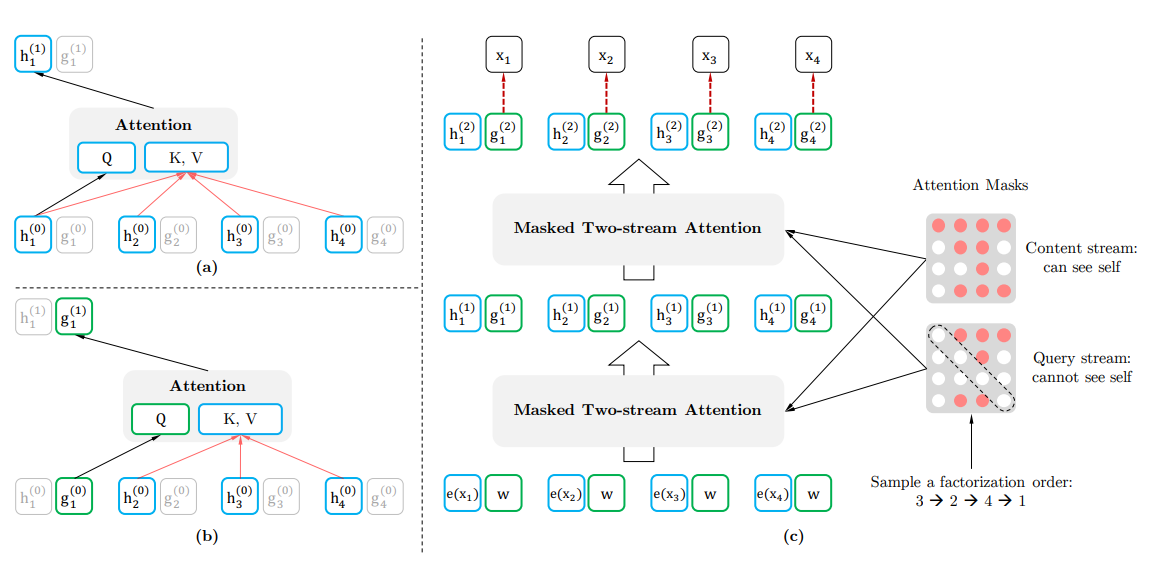 h₁⁽¹⁾ g₁⁽¹⁾
Attention
Q K, V
h₁⁽⁰⁾ g₁⁽⁰⁾ h₂⁽⁰⁾ g₂⁽⁰⁾ h₃⁽⁰⁾ g₃⁽⁰⁾ h₄⁽⁰⁾ g₄⁽⁰⁾
(a)
h₁⁽¹⁾ g₁⁽¹⁾
Attention
Q K, V
h₁⁽⁰⁾ g₁⁽⁰⁾ h₂⁽⁰⁾ g₂⁽⁰⁾ h₃⁽⁰⁾ g₃⁽⁰⁾ h₄⁽⁰⁾ g₄⁽⁰⁾
(b)
x₁ x₂ x₃ x₄
h₁⁽²⁾ g₁⁽²⁾ h₂⁽²⁾ g₂⁽²⁾ h₃⁽²⁾ g₃⁽²⁾ h₄⁽²⁾ g₄⁽²⁾
Masked Two-stream Attention
h₁⁽¹⁾ g₁⁽¹⁾ h₂⁽¹⁾ g₂⁽¹⁾ h₃⁽¹⁾ g₃⁽¹⁾ h₄⁽¹⁾ g₄⁽¹⁾
Masked Two-stream Attention
e(x₁) w e(x₂) w e(x₃) w e(x₄) w
(c)
Attention Masks
Content stream:
can see self
Query stream:
cannot see self
Sample a factorization order:
3 → 2 → 4 → 1